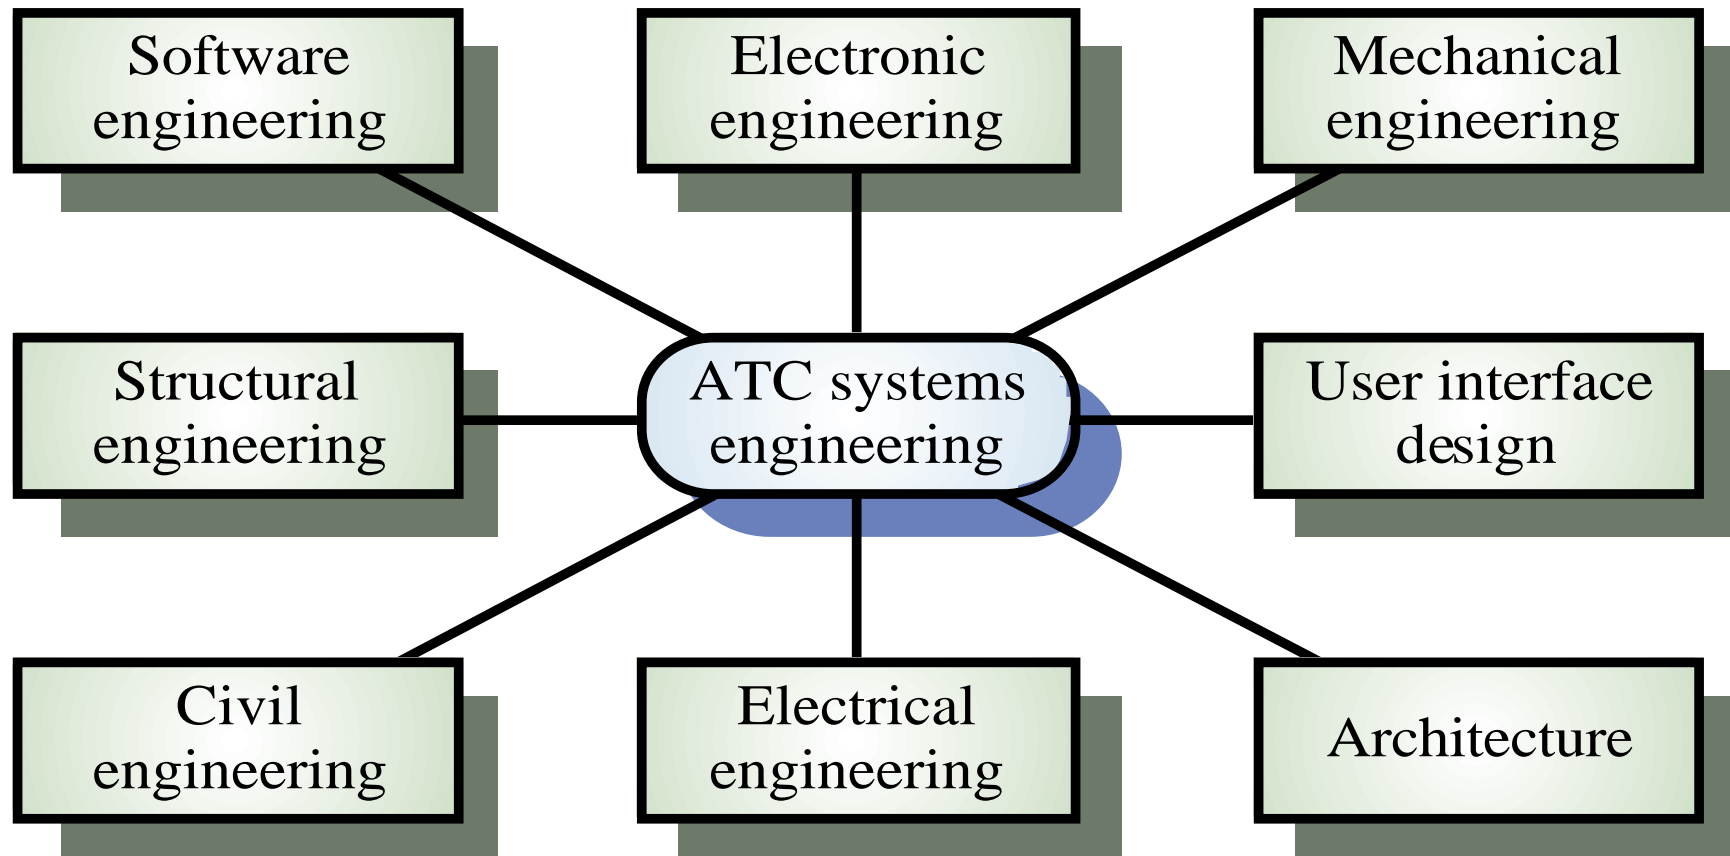 Software
engineering
Electronic
engineering
Mechanical
engineering
Structural
engineering
ATC systems
engineering
User interface
design
Civil
engineering
Electrical
engineering
Architecture